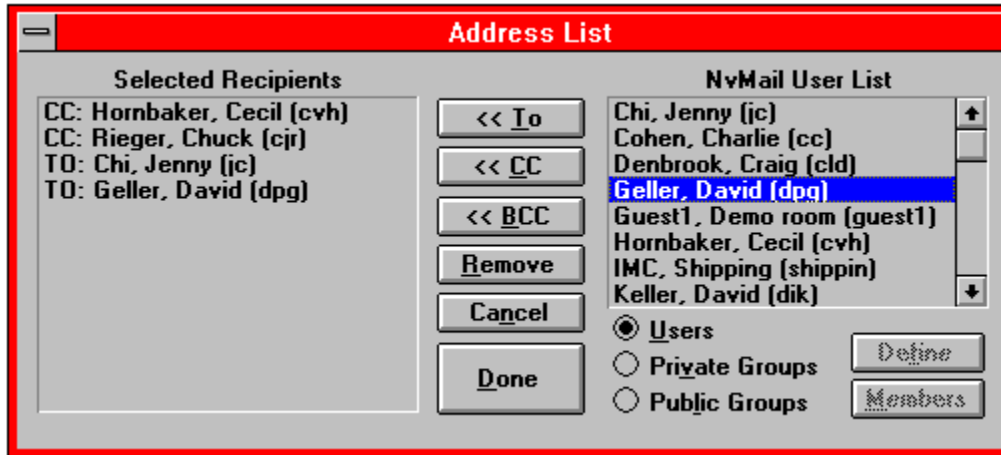 Address List
Selected Recipients
CC: Hornbaker, Cecil (cvh)
CC: Rieger, Chuck (cjr)
TO: Chi, Jenny (jc)
TO: Geller, David (dpg)
<< To
<< CC
<< BCC
Remove
Cancel
Done
NvMail User List
Chi, Jenny (jc)
Cohen, Charlie (cc)
Denbrook, Craig (cld)
Geller, David (dpg)
Guest1, Demo room (guest1)
Hornbaker, Cecil (cvh)
IMC, Shipping (shippin)
Keller, David (dik)
Users
Private Groups
Public Groups
Define
Members